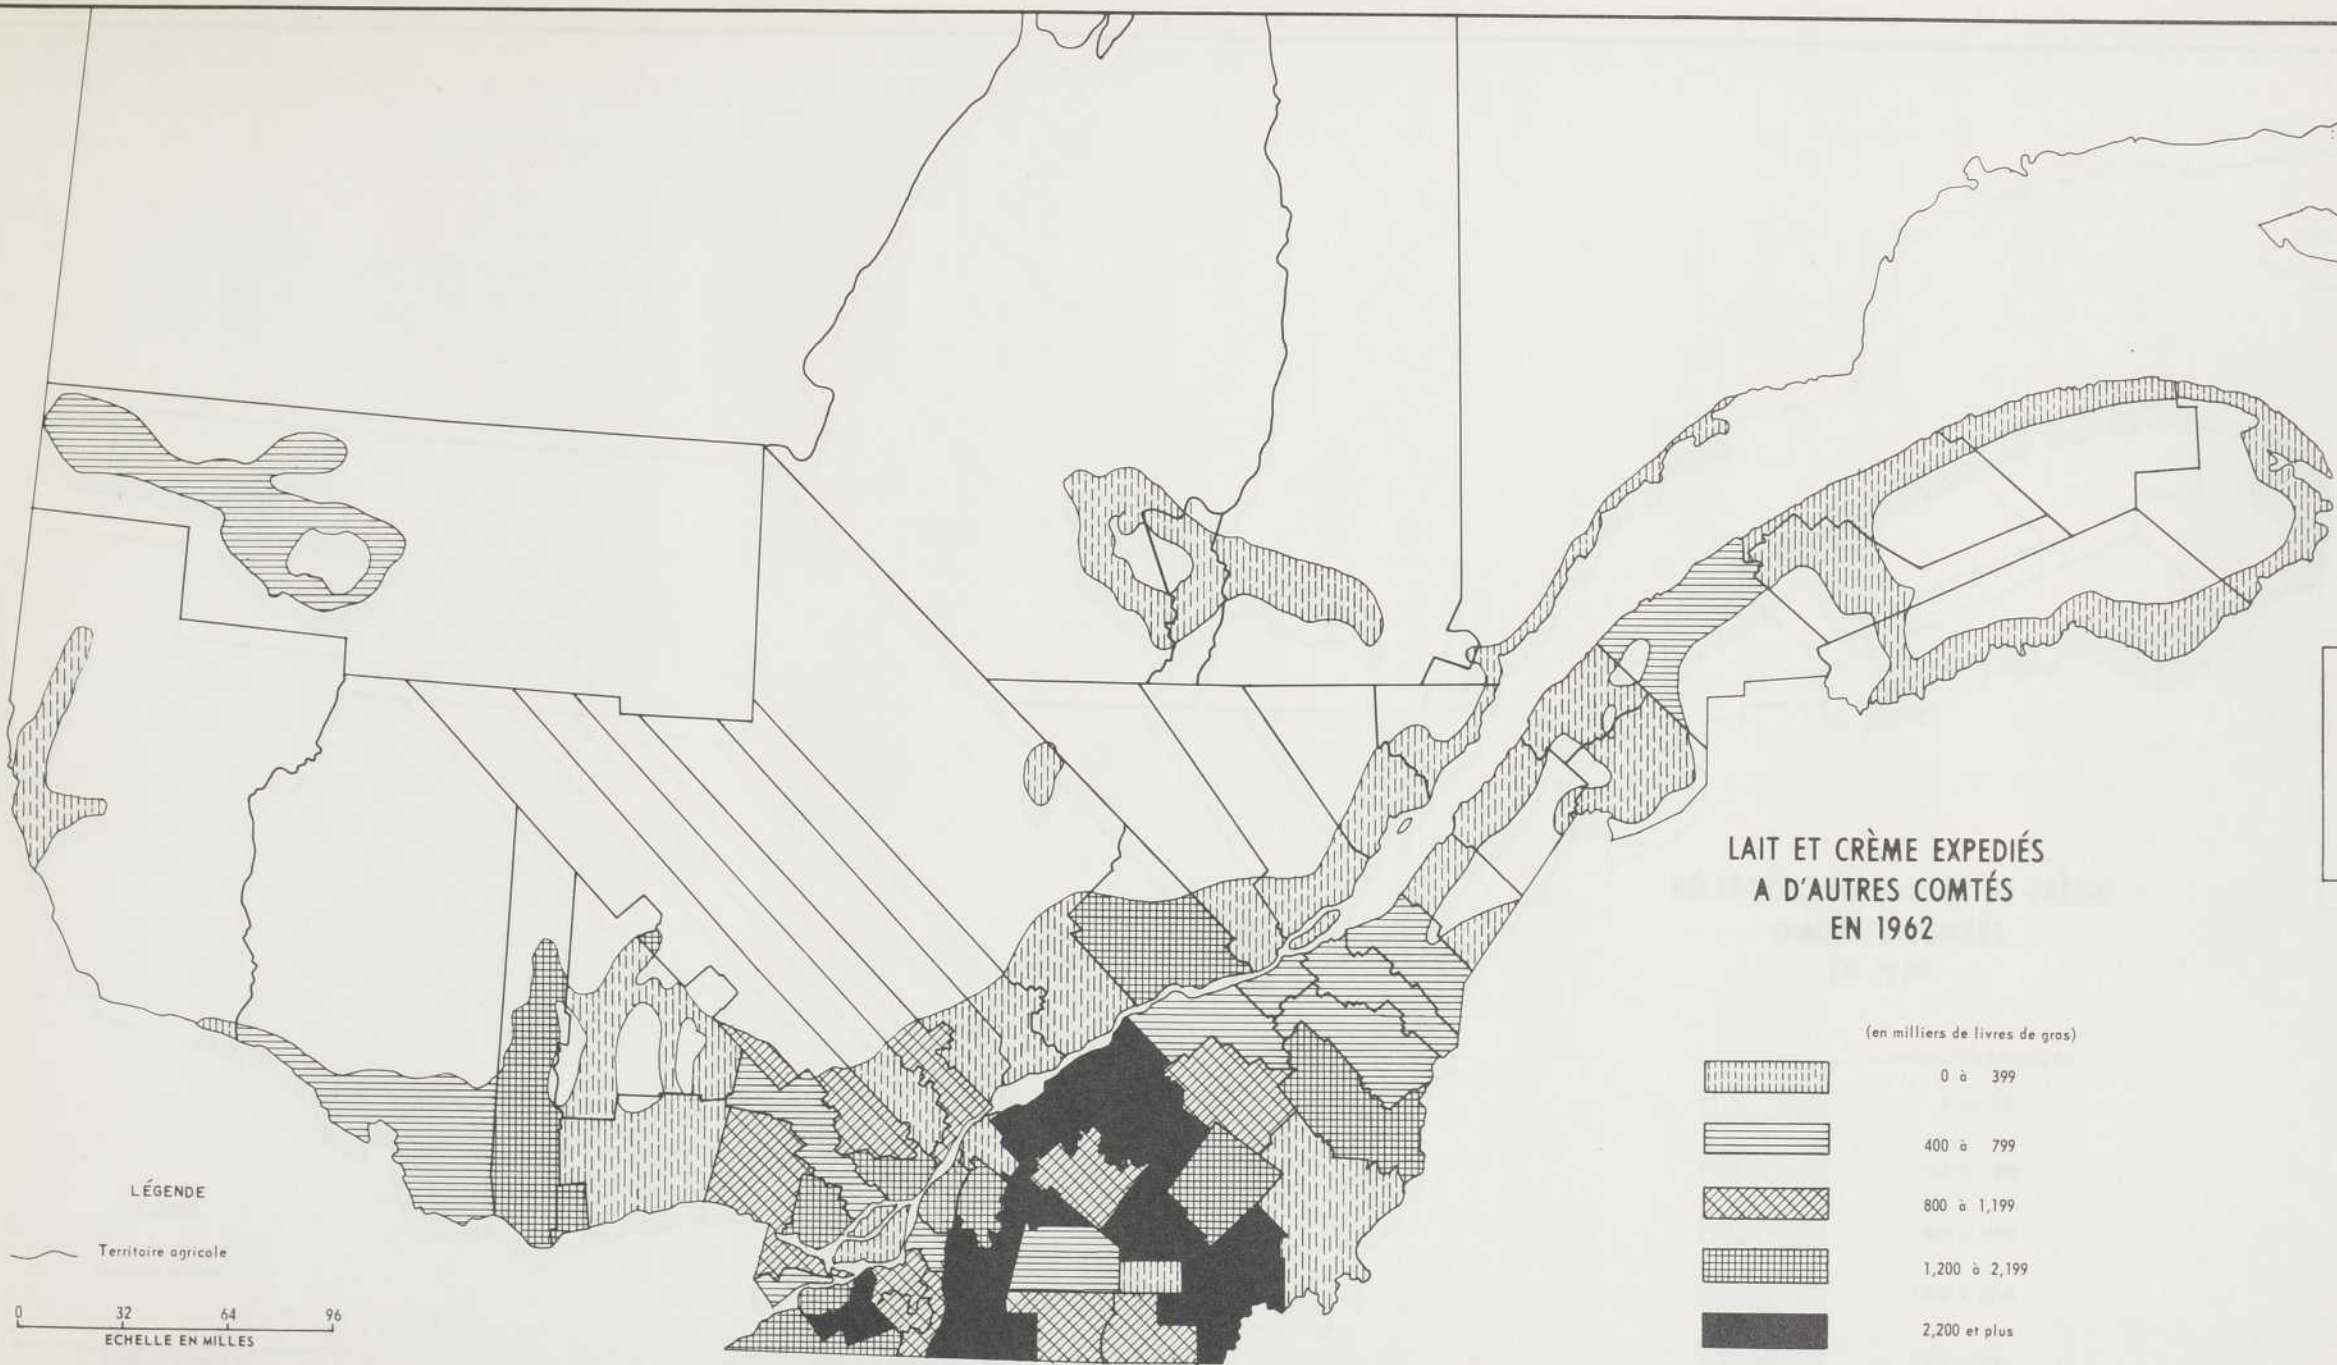 LAIT ET CRÈME EXPEDIÉS
A D'AUTRES COMTÉS
EN 1962
(en milliers de livres de gras)
0 à 399
400 à 799
800 à 1,199
1,200 à 2,199
2,200 et plus
LÉGENDE
Territoire agricole
0 32 64 96
ECHELLE EN MILLES